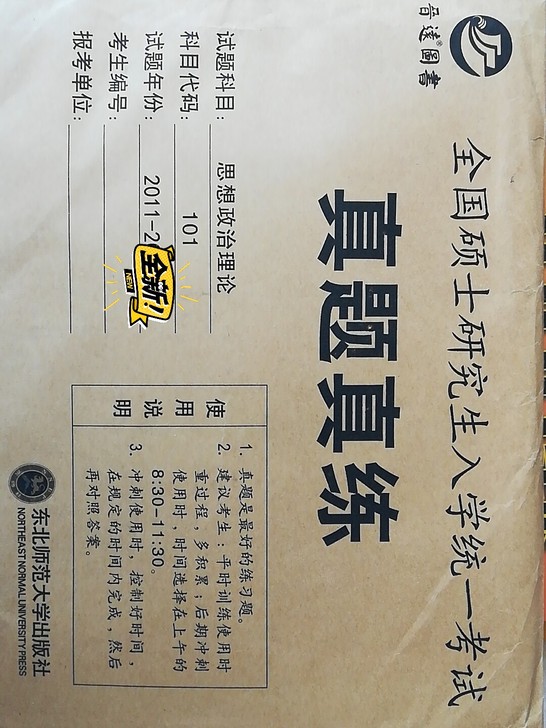 晋远®图书
全国硕士研究生入学统一考试
真题真练
试题科目：思想政治理论
科目代码：101
试题年份：2011-2
全新！
NEW
考生编号：
报考单位：
使用说明
1. 真题是最好的练习题。
2. 建议考生：平时训练使用时
重过程，多积累；后期冲刺
使用时，时间选择在上午的
8:30-11:30。
3. 冲刺使用时，控制好时间，
在规定的时间内完成，然后
再对照答案。
东北师范大学出版社
NORTHEAST NORMAL UNIVERSITY PRESS